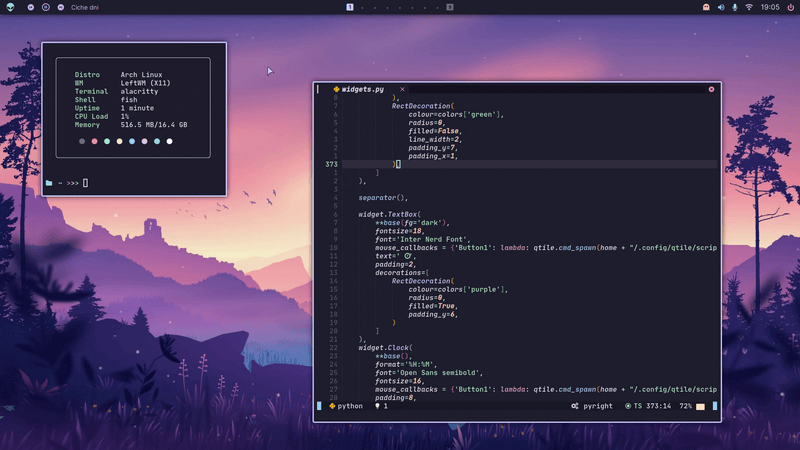 Ciche dni
1
8
19:05
Distro Arch Linux
WM LeftWM (X11)
Terminal alacritty
Shell fish
Uptime 1 minute
CPU Load 1%
Memory 516.5 MB/16.4 GB
~ >>>
widgets.py
8 ),
7 RectDecoration(
6 colour=colors['green'],
5 radius=0,
4 filled=False,
3 line_width=2,
2 padding_y=7,
1 padding_x=1,
373 )
1 ]
2 ),
3
4 separator(),
5
6 widget.TextBox(
7 **base(fg='dark'),
8 fontsize=18,
9 font='Inter Nerd Font',
10 mouse_callbacks = {'Button1': lambda: qtile.cmd_spawn(home + "/.config/qtile/scrip
11 text='
12 padding=2,
13 decorations=[
14 RectDecoration(
15 colour=colors['purple'],
16 radius=0,
17 filled=True,
18 padding_y=6,
19 )
20 ]
21 ),
22 widget.Clock(
23 **base(),
24 format='%H:%M',
25 font='Open Sans semibold',
26 fontsize=16,
27 mouse_callbacks = {'Button1': lambda: qtile.cmd_spawn(home + "/.config/qtile/scrip
28 padding=8,
python 1 pyright TS 373:14 72%